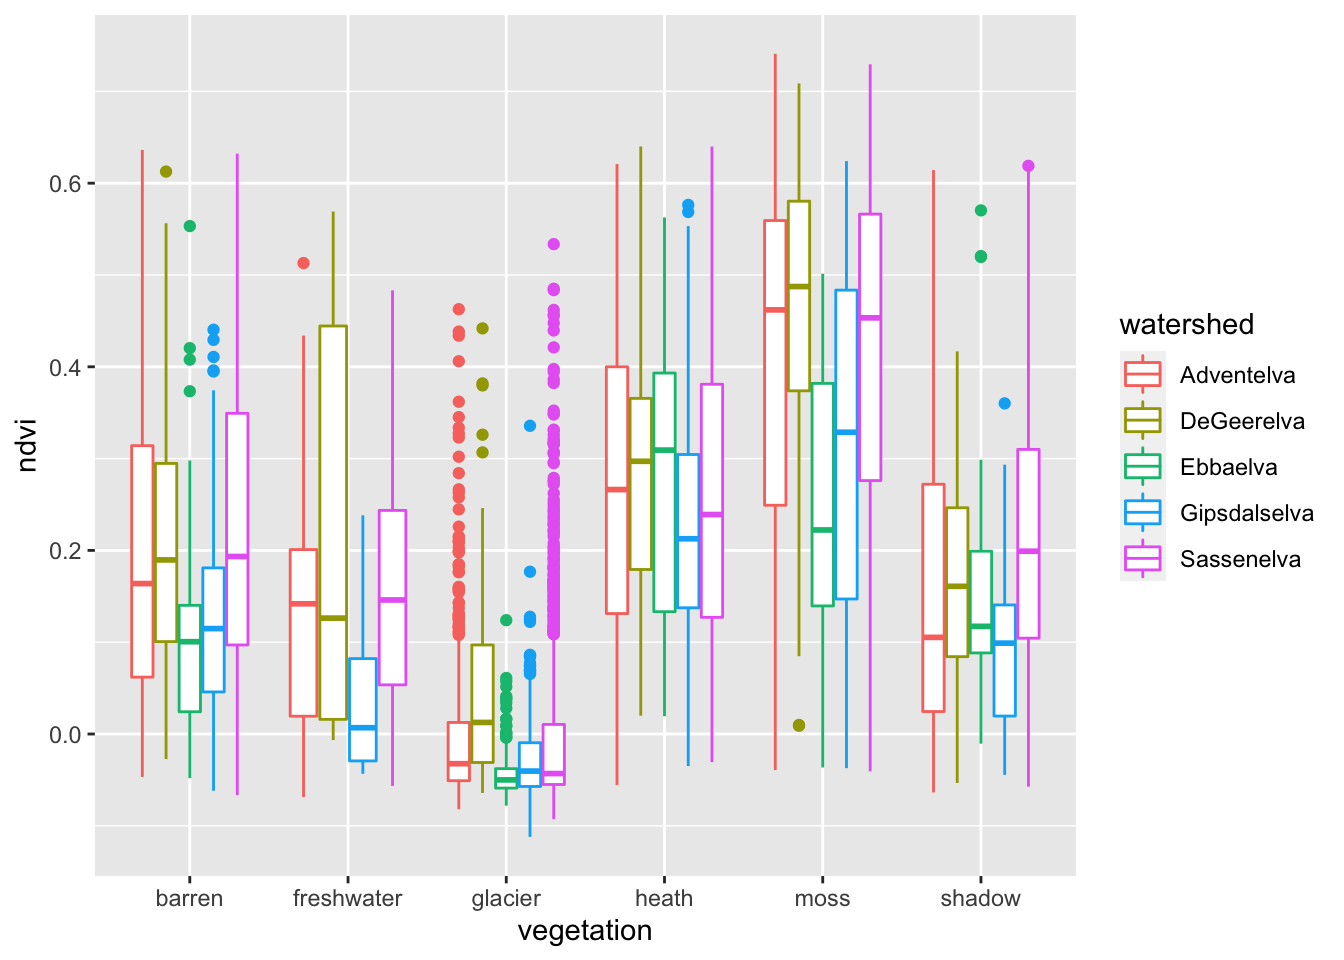 ndvi
0.6
0.4
0.2
0.0
barren freshwater glacier heath moss shadow
vegetation
watershed
Adventelva
DeGeerelva
Ebbaelva
Gipsdalselva
Sassenelva